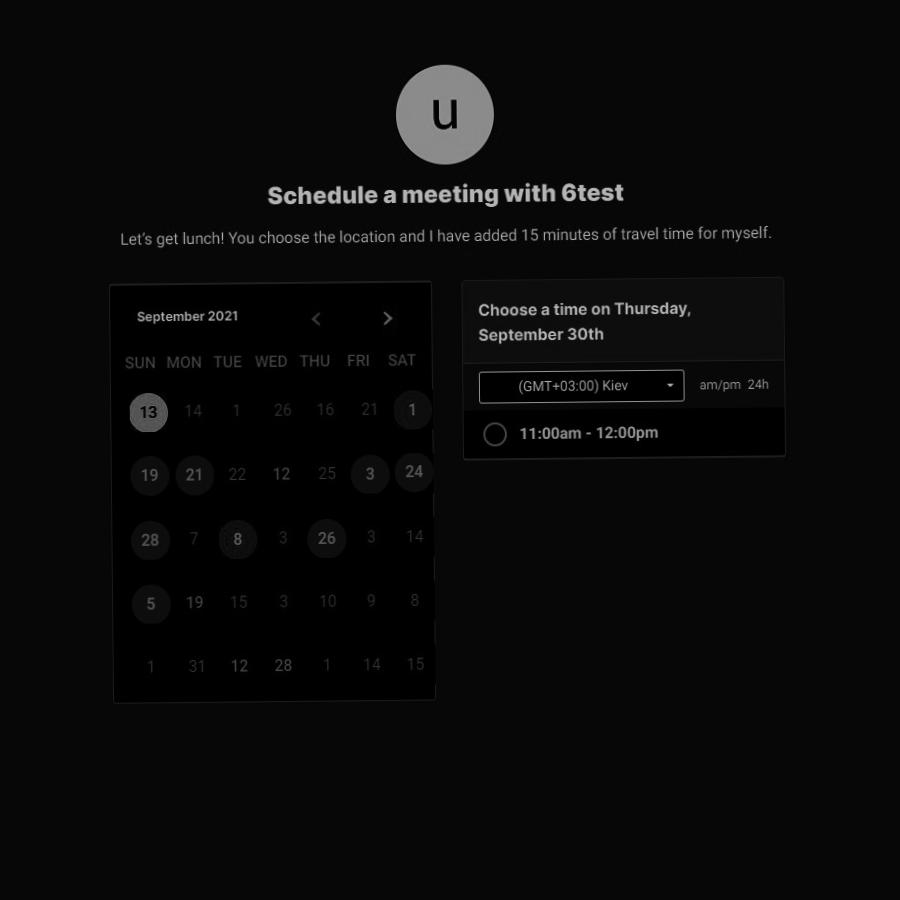 u
Schedule a meeting with 6test
Let's get lunch! You choose the location and I have added 15 minutes of travel time for myself.
September 2021
SUN MON TUE WED THU FRI SAT
13 14 1 26 16 21 1
19 21 22 12 25 3 24
28 7 8 3 26 3 14
5 19 15 3 10 9 8
1 31 12 28 1 14 15
Choose a time on Thursday,
September 30th
(GMT+03:00) Kiev am/pm 24h
11:00am - 12:00pm